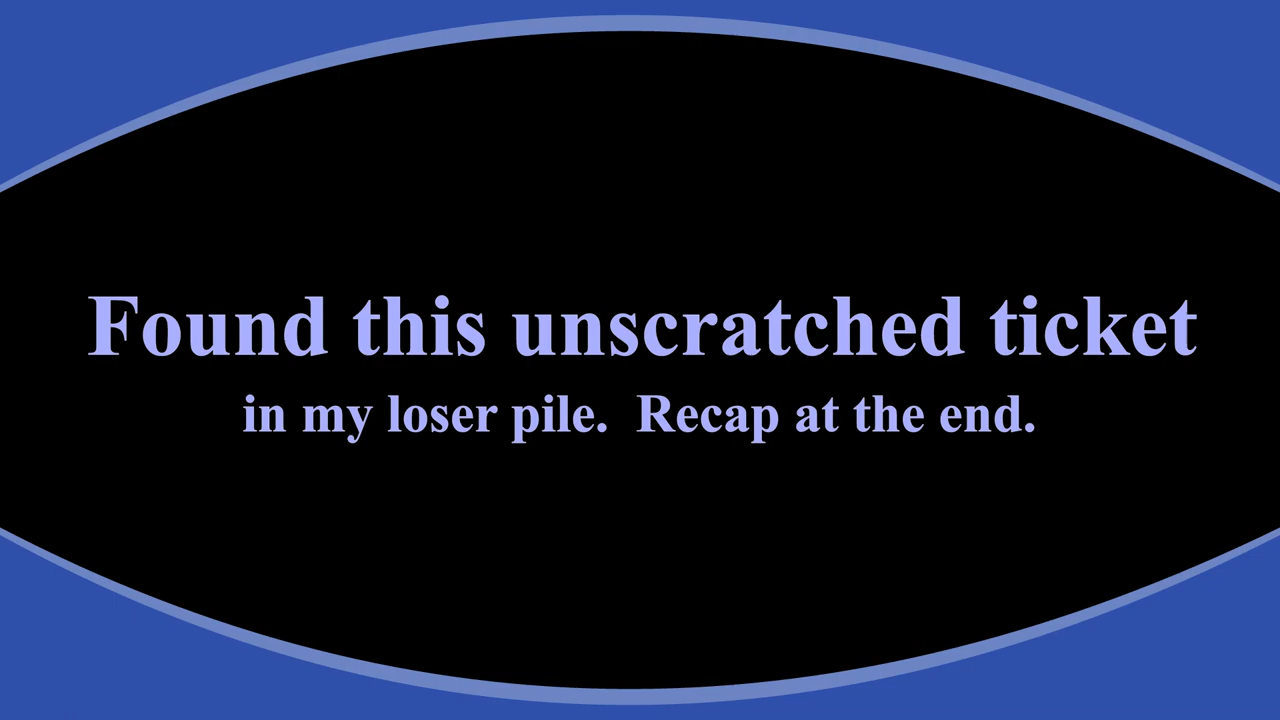 Found this unscratched ticket
in my loser pile.  Recap at the end.